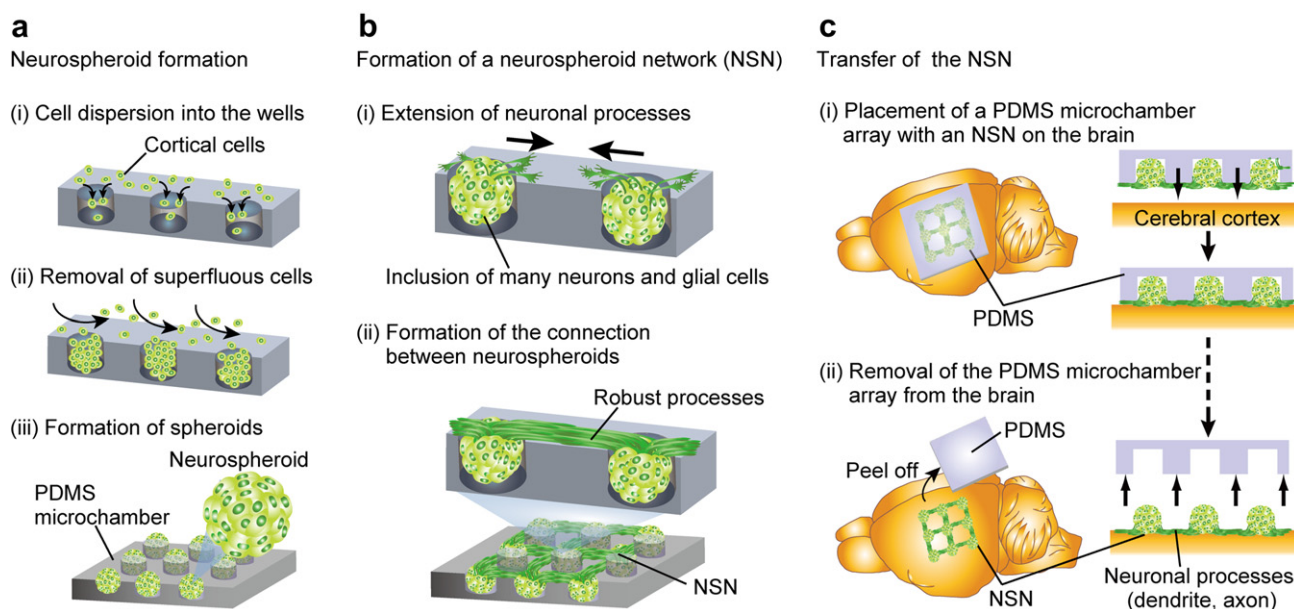 a
Neurospheroid formation
(i) Cell dispersion into the wells
Cortical cells
(ii) Removal of superfluous cells
(iii) Formation of spheroids
Neurospheroid
PDMS
microchamber
b
Formation of a neurospheroid network (NSN)
(i) Extension of neuronal processes
Inclusion of many neurons and glial cells
(ii) Formation of the connection
between neurospheroids
Robust processes
NSN
c
Transfer of the NSN
(i) Placement of a PDMS microchamber
array with an NSN on the brain
Cerebral cortex
PDMS
(ii) Removal of the PDMS microchamber
array from the brain
PDMS
Peel off
NSN
Neuronal processes
(dendrite, axon)